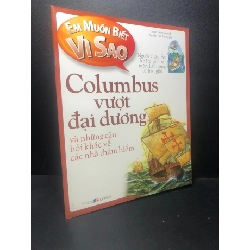 EM MUỐN BIẾT
VÌ SAO
Columbus
vượt
đại dương
và những câu
hỏi khác về
các nhà thám hiểm